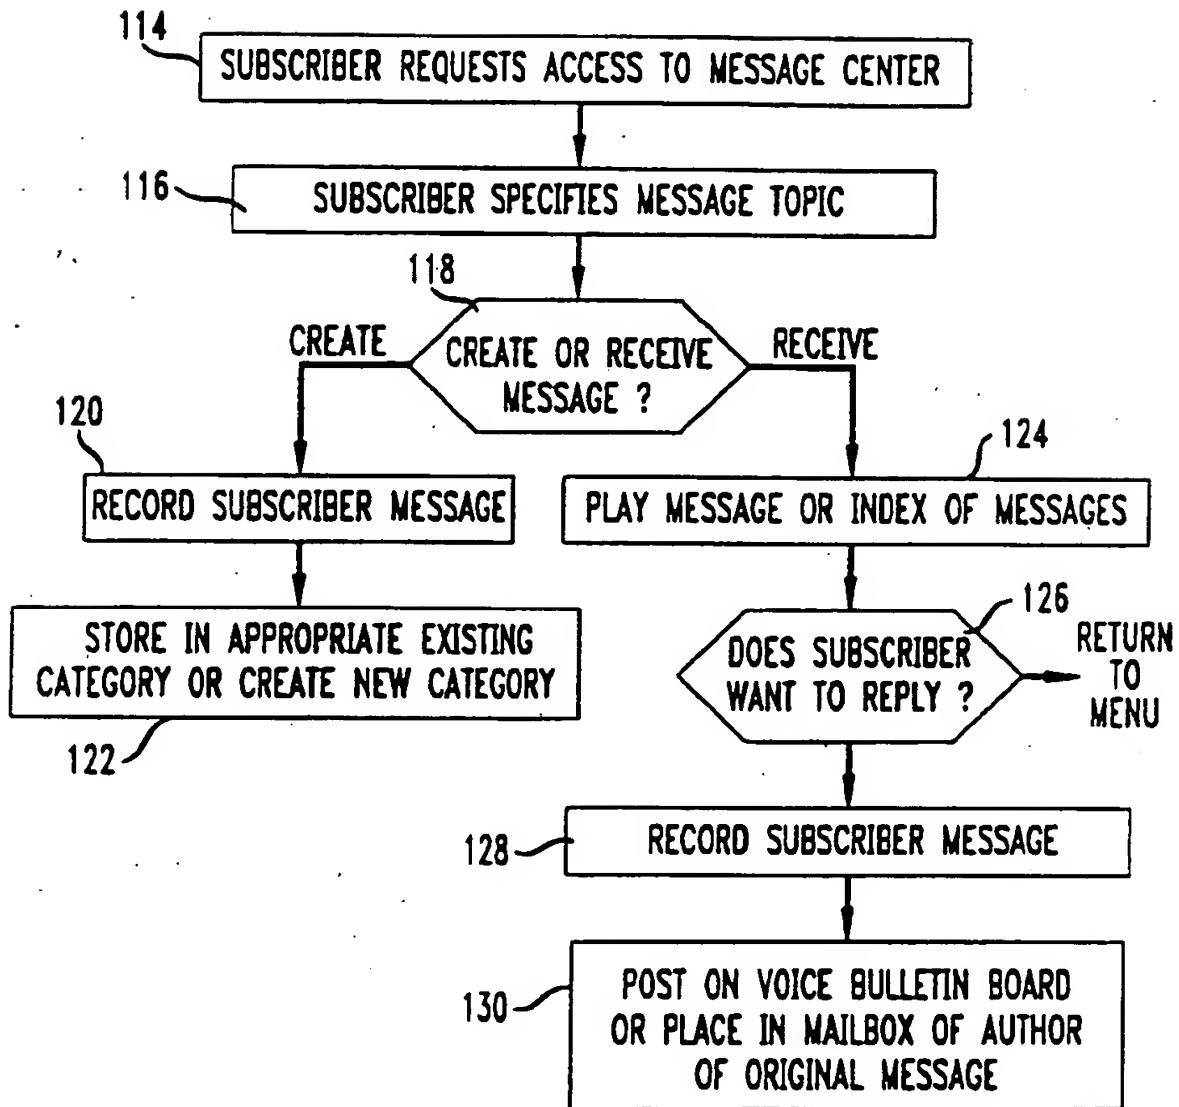 114
SUBSCRIBER REQUESTS ACCESS TO MESSAGE CENTER
116
SUBSCRIBER SPECIFIES MESSAGE TOPIC
118
CREATE OR RECEIVE
MESSAGE ?
CREATE
RECEIVE
120
RECORD SUBSCRIBER MESSAGE
STORE IN APPROPRIATE EXISTING
CATEGORY OR CREATE NEW CATEGORY
122
124
PLAY MESSAGE OR INDEX OF MESSAGES
126
DOES SUBSCRIBER
WANT TO REPLY ?
RETURN
TO
MENU
128
RECORD SUBSCRIBER MESSAGE
130
POST ON VOICE BULLETIN BOARD
OR PLACE IN MAILBOX OF AUTHOR
OF ORIGINAL MESSAGE